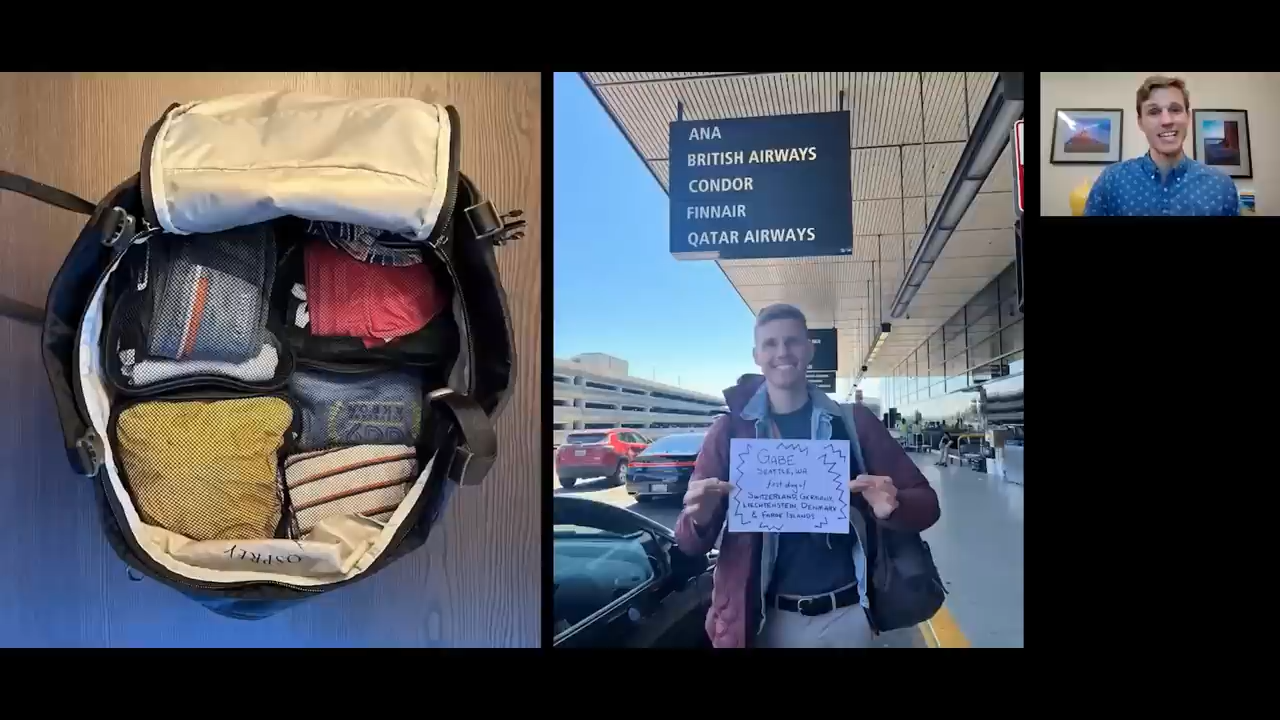 OSPREY
ANA
BRITISH AIRWAYS
CONDOR
FINNAIR
QATAR AIRWAYS
GABE
SEATTLE, WA
first day of
SWITZERLAND, GERMANY,
LIECHTENSTEIN, DENMARK
& FAROE ISLANDS